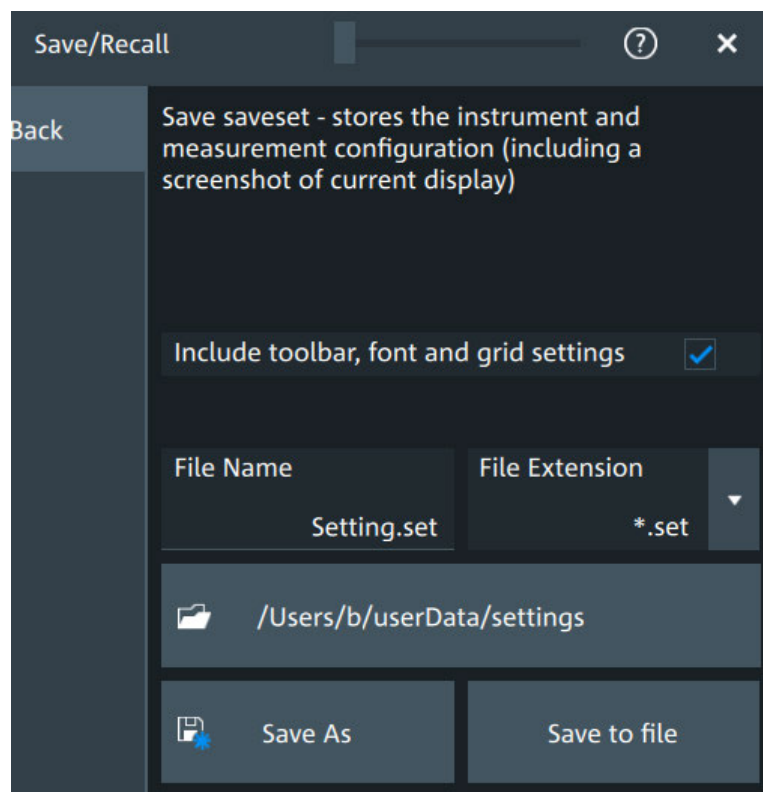 Save/Recall
Back
Save saveset - stores the instrument and
measurement configuration (including a
screenshot of current display)
Include toolbar, font and grid settings
File Name
File Extension
Setting.set
*.set
/Users/b/userData/settings
Save As
Save to file